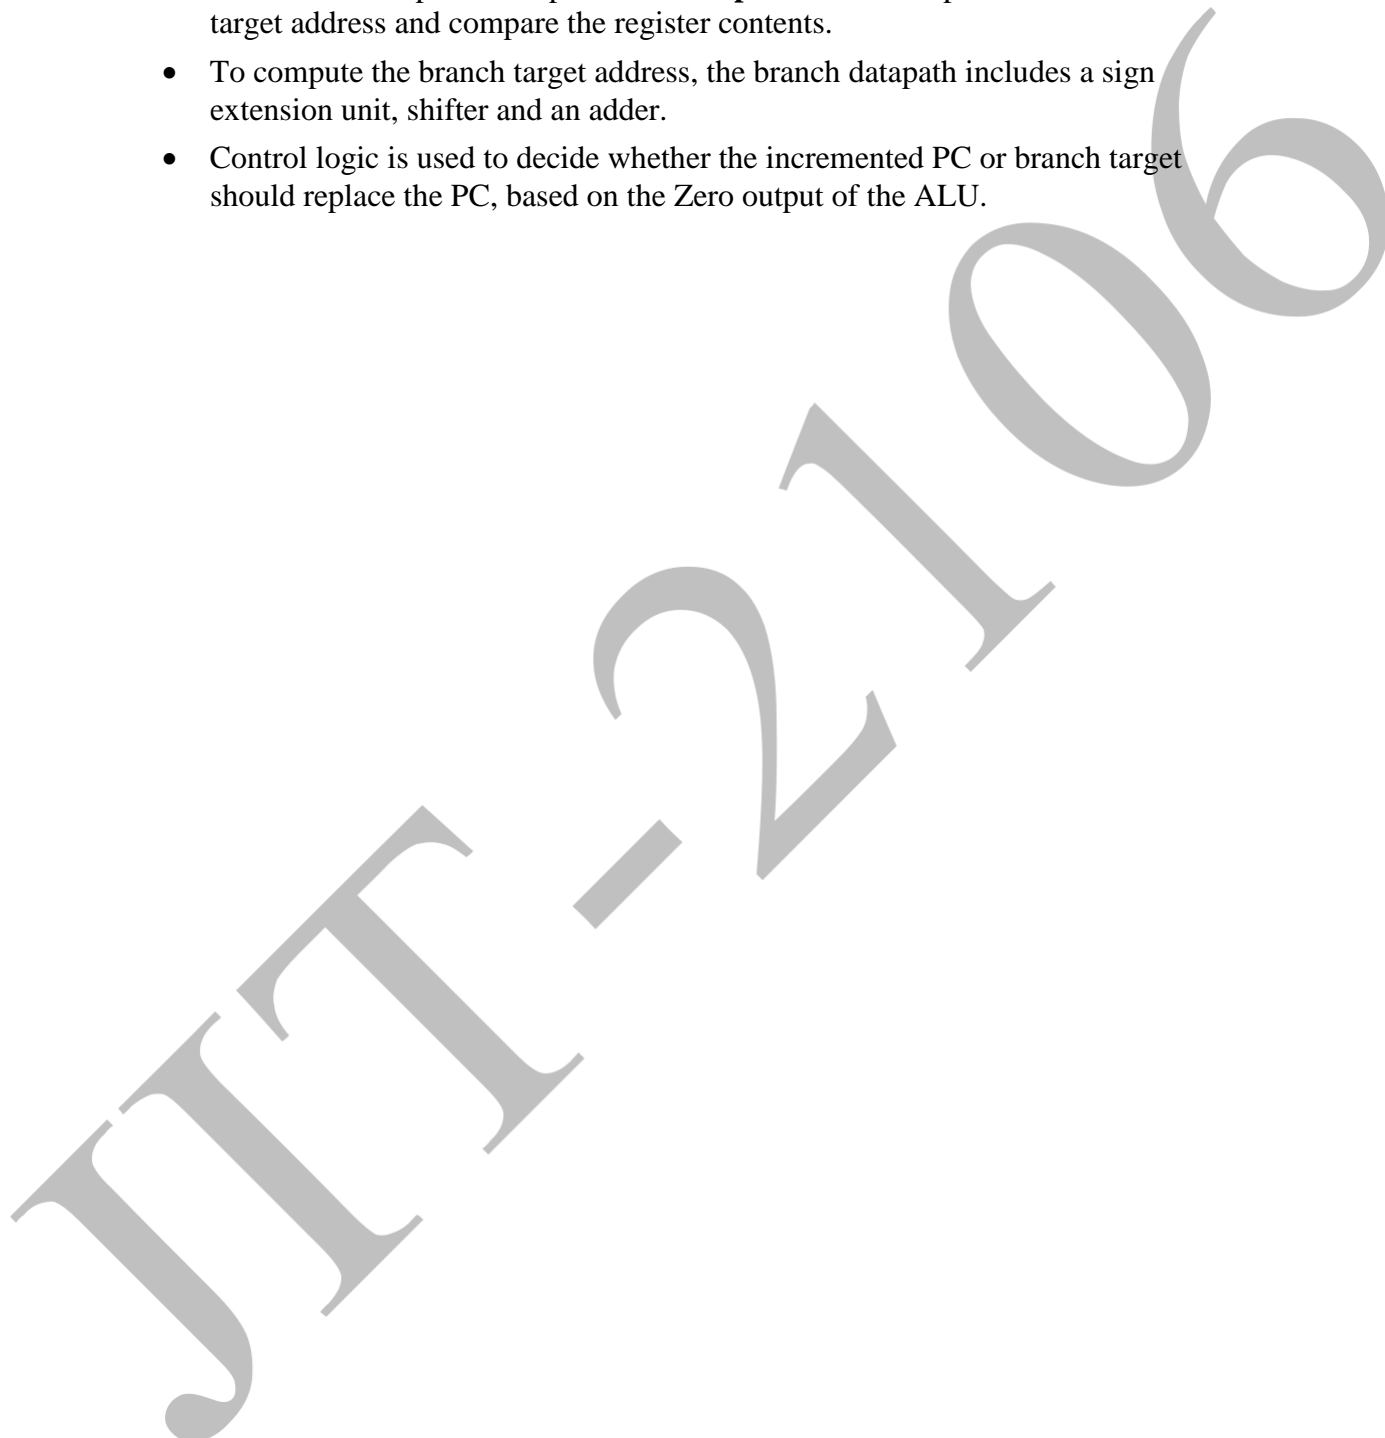 target address and compare the register contents.
• To compute the branch target address, the branch datapath includes a sign
extension unit, shifter and an adder.
• Control logic is used to decide whether the incremented PC or branch target
should replace the PC, based on the Zero output of the ALU.
JIT-2106